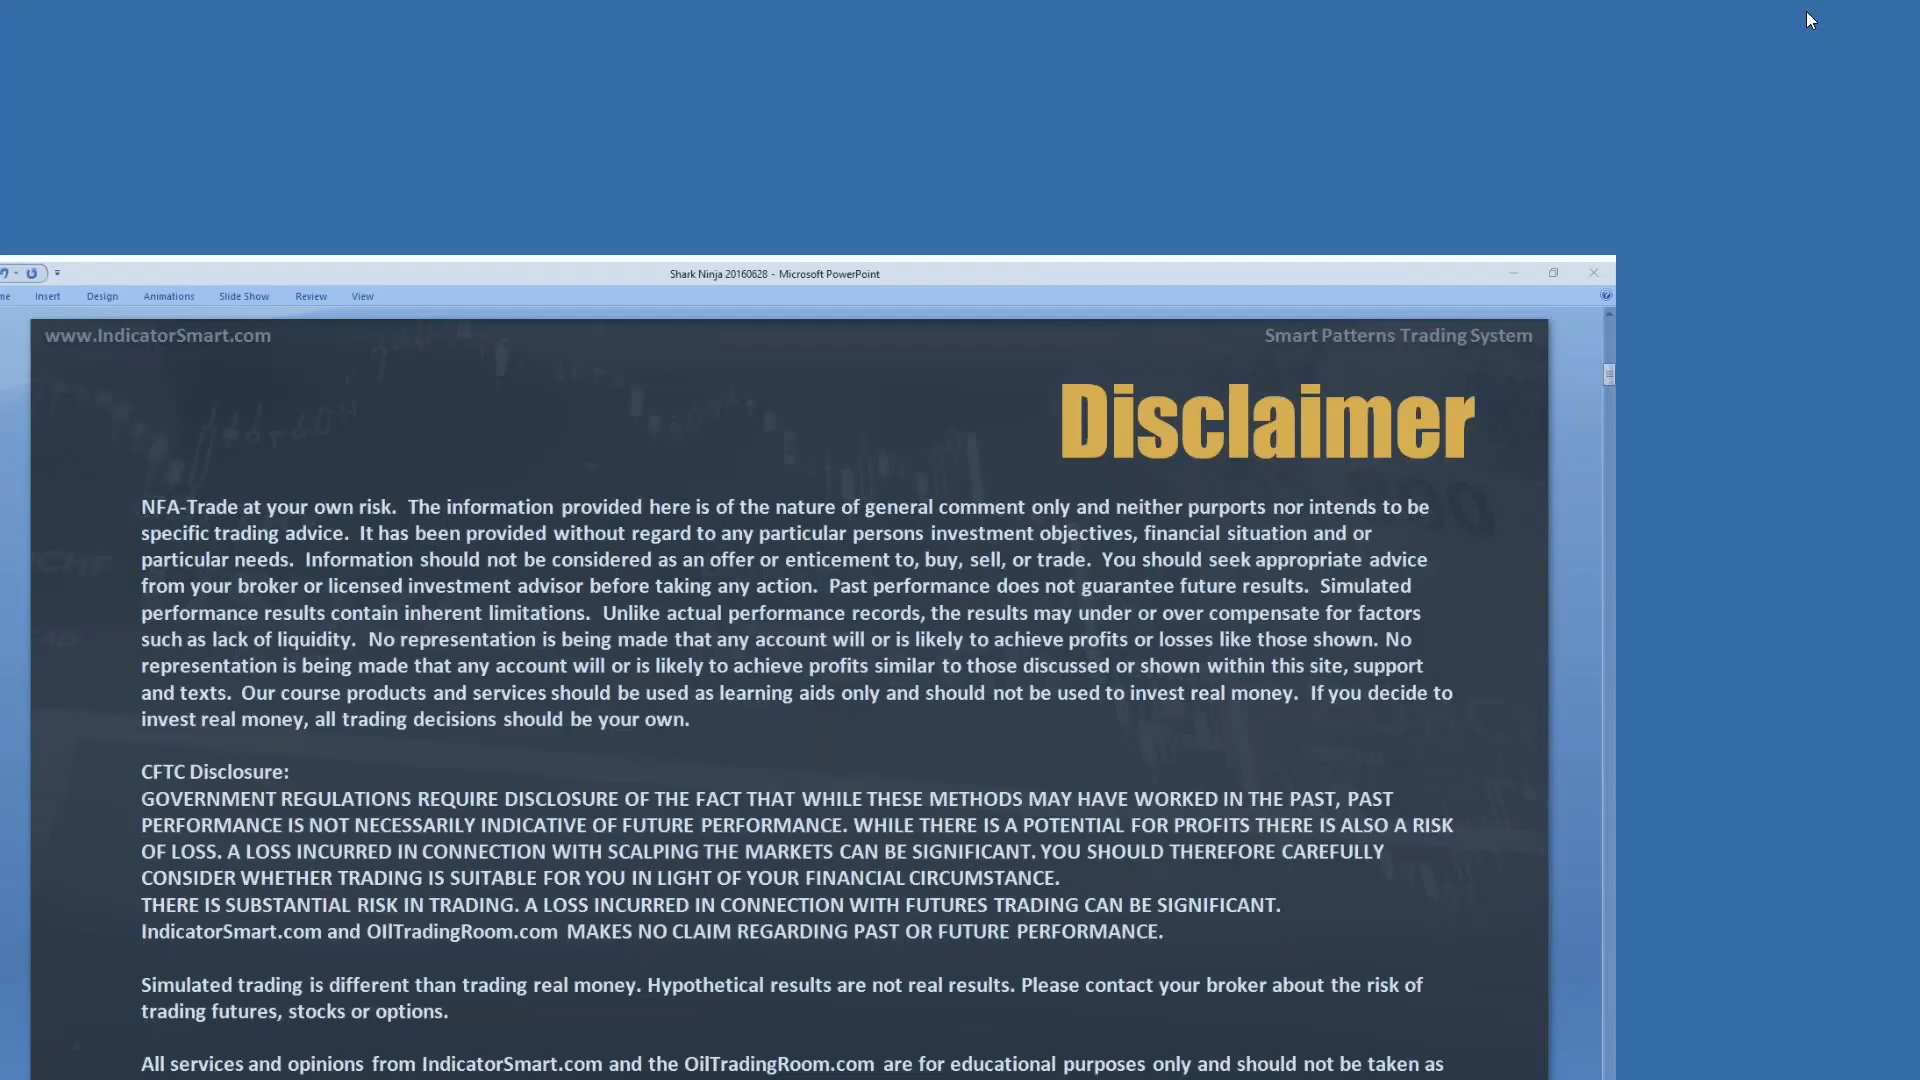 Shark Ninja 20160628 - Microsoft PowerPoint
me Insert Design Animations Slide Show Review View
www.IndicatorSmart.com Smart Patterns Trading System
Disclaimer
NFA-Trade at your own risk. The information provided here is of the nature of general comment only and neither purports nor intends to be
specific trading advice. It has been provided without regard to any particular persons investment objectives, financial situation and or
particular needs. Information should not be considered as an offer or enticement to, buy, sell, or trade. You should seek appropriate advice
from your broker or licensed investment advisor before taking any action. Past performance does not guarantee future results. Simulated
performance results contain inherent limitations. Unlike actual performance records, the results may under or over compensate for factors
such as lack of liquidity. No representation is being made that any account will or is likely to achieve profits or losses like those shown. No
representation is being made that any account will or is likely to achieve profits similar to those discussed or shown within this site, support
and texts. Our course products and services should be used as learning aids only and should not be used to invest real money. If you decide to
invest real money, all trading decisions should be your own.
CFTC Disclosure:
GOVERNMENT REGULATIONS REQUIRE DISCLOSURE OF THE FACT THAT WHILE THESE METHODS MAY HAVE WORKED IN THE PAST, PAST
PERFORMANCE IS NOT NECESSARILY INDICATIVE OF FUTURE PERFORMANCE. WHILE THERE IS A POTENTIAL FOR PROFITS THERE IS ALSO A RISK
OF LOSS. A LOSS INCURRED IN CONNECTION WITH SCALPING THE MARKETS CAN BE SIGNIFICANT. YOU SHOULD THEREFORE CAREFULLY
CONSIDER WHETHER TRADING IS SUITABLE FOR YOU IN LIGHT OF YOUR FINANCIAL CIRCUMSTANCE.
THERE IS SUBSTANTIAL RISK IN TRADING. A LOSS INCURRED IN CONNECTION WITH FUTURES TRADING CAN BE SIGNIFICANT.
IndicatorSmart.com and OIlTradingRoom.com MAKES NO CLAIM REGARDING PAST OR FUTURE PERFORMANCE.
Simulated trading is different than trading real money. Hypothetical results are not real results. Please contact your broker about the risk of
trading futures, stocks or options.
All services and opinions from IndicatorSmart.com and the OilTradingRoom.com are for educational purposes only and should not be taken as